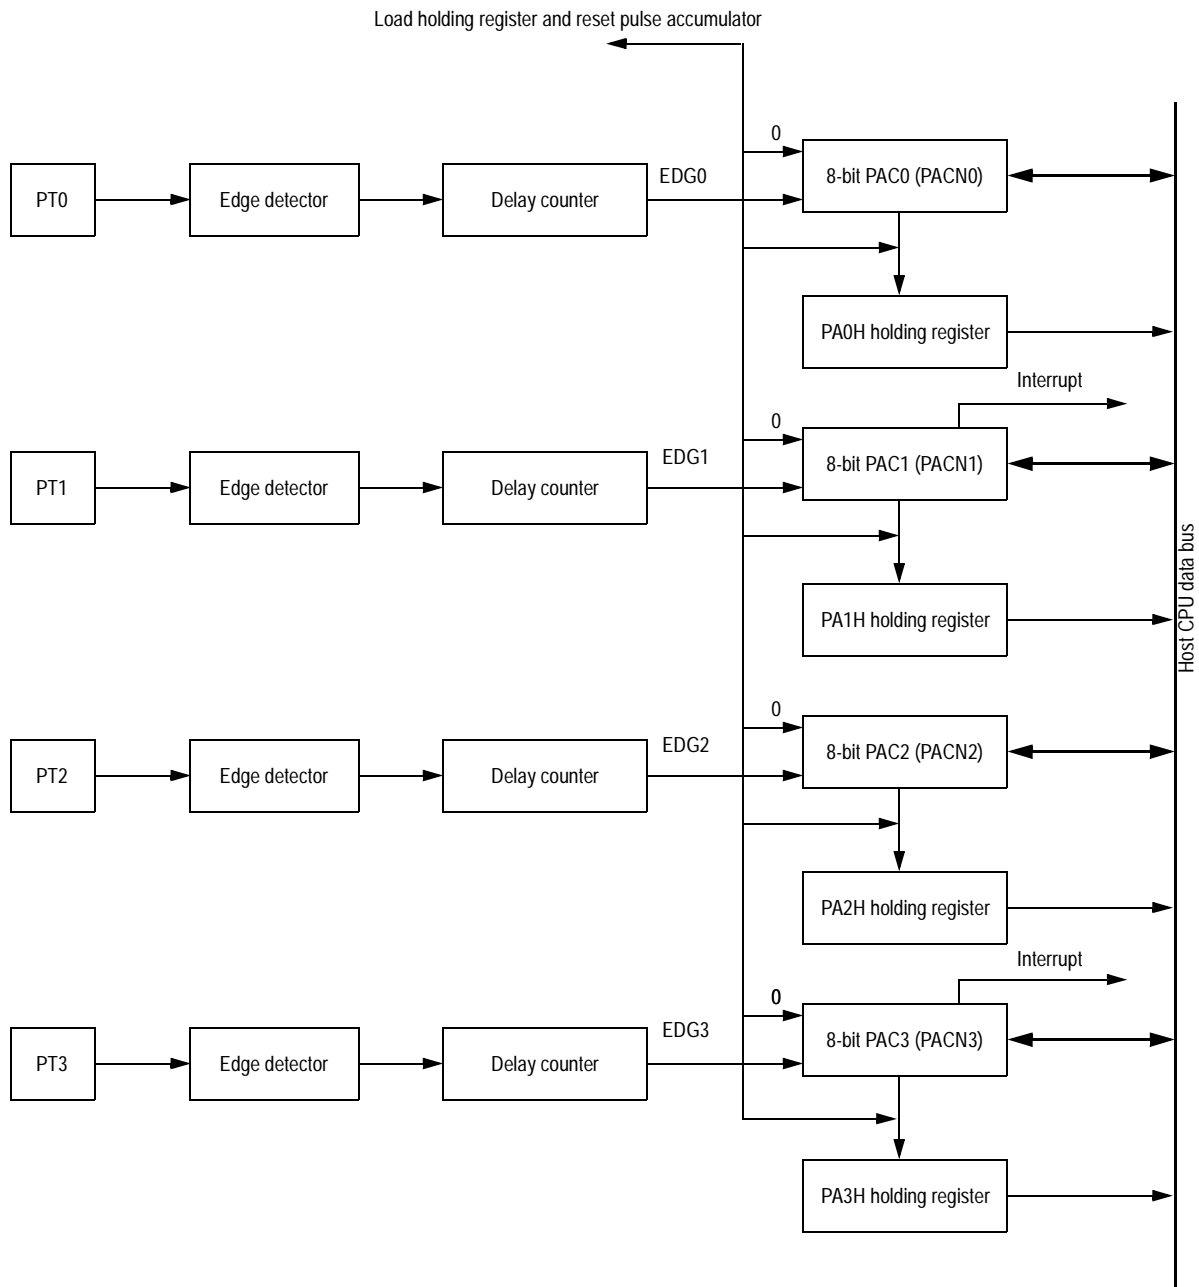 Load holding register and reset pulse accumulator
0
EDG0
8-bit PAC0 (PACN0)
PT0
Edge detector
Delay counter
PA0H holding register
Interrupt
0
EDG1
8-bit PAC1 (PACN1)
PT1
Edge detector
Delay counter
PA1H holding register
Host CPU data bus
0
EDG2
8-bit PAC2 (PACN2)
PT2
Edge detector
Delay counter
PA2H holding register
Interrupt
0
EDG3
8-bit PAC3 (PACN3)
PT3
Edge detector
Delay counter
PA3H holding register